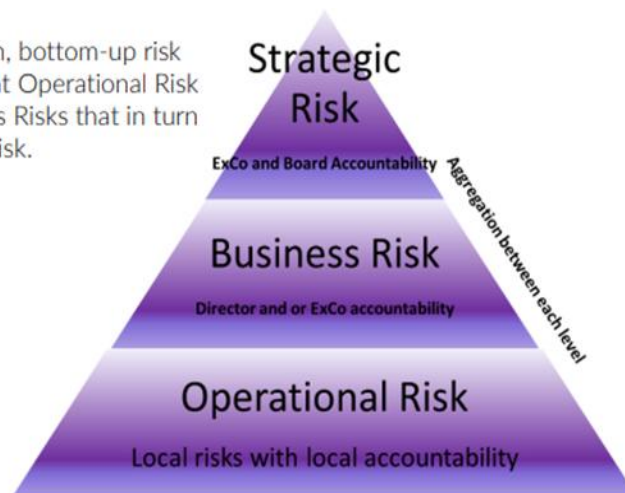 , bottom-up risk
t Operational Risk
s Risks that in turn
isk.
Strategic
Risk
ExCo and Board Accountability
Aggregation between each level
Business Risk
Director and or ExCo accountability
Operational Risk
Local risks with local accountability